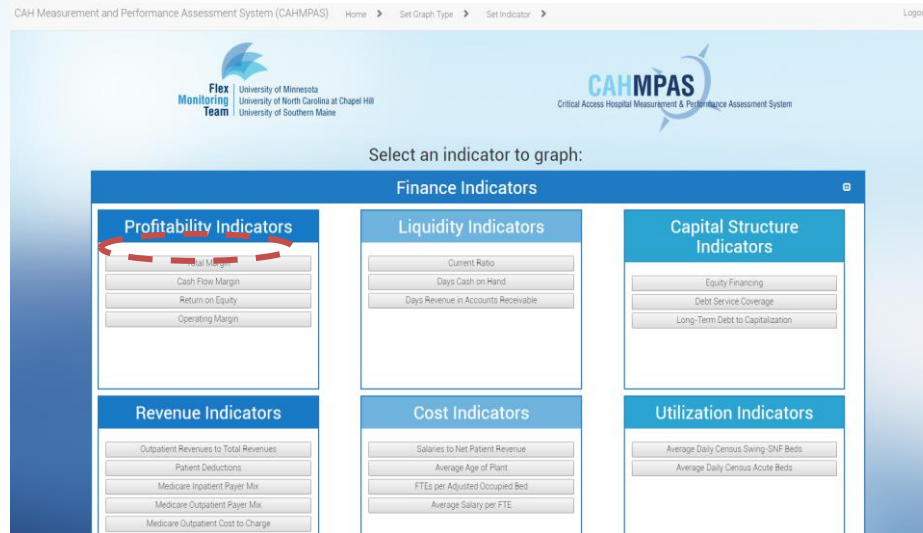 CAH Measurement and Performance Assessment System (CAHMPAS) Home > Set Graph Type > Set Indicator > Logou
Flex Monitoring Team
University of Minnesota
University of North Carolina at Chapel Hill
University of Southern Maine
CAHMPAS
Critical Access Hospital Measurement & Performance Assessment System
Select an indicator to graph:
Finance Indicators
Profitability Indicators
Total Margin
Cash Flow Margin
Return on Equity
Operating Margin
Liquidity Indicators
Current Ratio
Days Cash on Hand
Days Revenue in Accounts Receivable
Capital Structure
Indicators
Equity Financing
Debt Service Coverage
Long-Term Debt to Capitalization
Revenue Indicators
Outpatient Revenues to Total Revenues
Patient Deductions
Medicare Inpatient Payer Mix
Medicare Outpatient Payer Mix
Medicare Outpatient Cost to Charge
Cost Indicators
Salaries to Net Patient Revenue
Average Age of Plant
FTEs per Adjusted Occupied Bed
Average Salary per FTE
Utilization Indicators
Average Daily Census Swing-SNF Beds
Average Daily Census Acute Beds